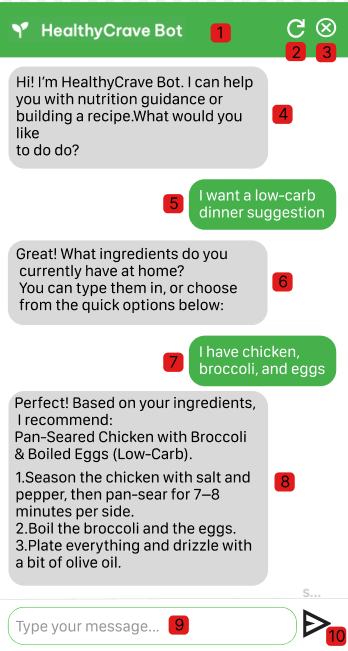 HealthyCrave Bot
1
2
3
Hi! I'm HealthyCrave Bot. I can help
you with nutrition guidance or
building a recipe.What would you
like
to do do?
4
5
I want a low-carb
dinner suggestion
Great! What ingredients do you
currently have at home?
You can type them in, or choose
from the quick options below:
6
7
I have chicken,
broccoli, and eggs
Perfect! Based on your ingredients,
I recommend:
Pan-Seared Chicken with Broccoli
& Boiled Eggs (Low-Carb).
1.Season the chicken with salt and
pepper, then pan-sear for 7–8
minutes per side.
2.Boil the broccoli and the eggs.
3.Plate everything and drizzle with
a bit of olive oil.
8
S...
Type your message...
9
10